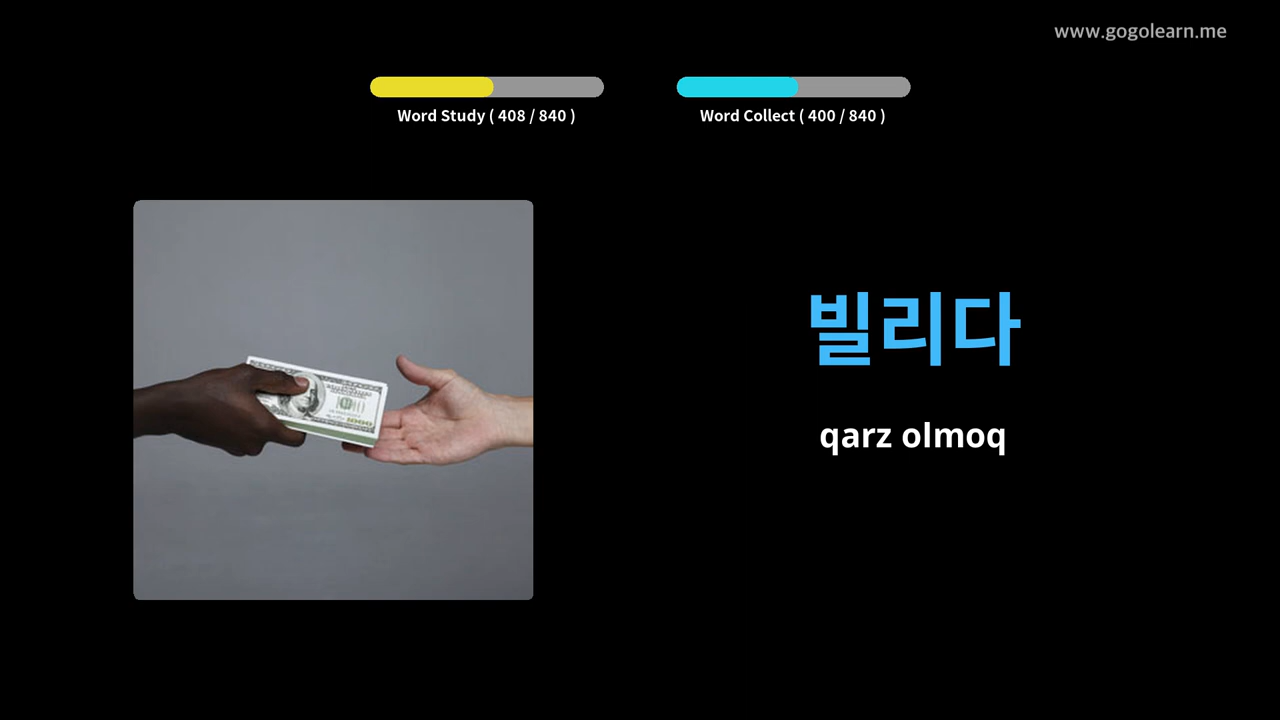 www.gogolearn.me
Word Study ( 408 / 840 )
Word Collect ( 400 / 840 )
빌리다
qarz olmoq